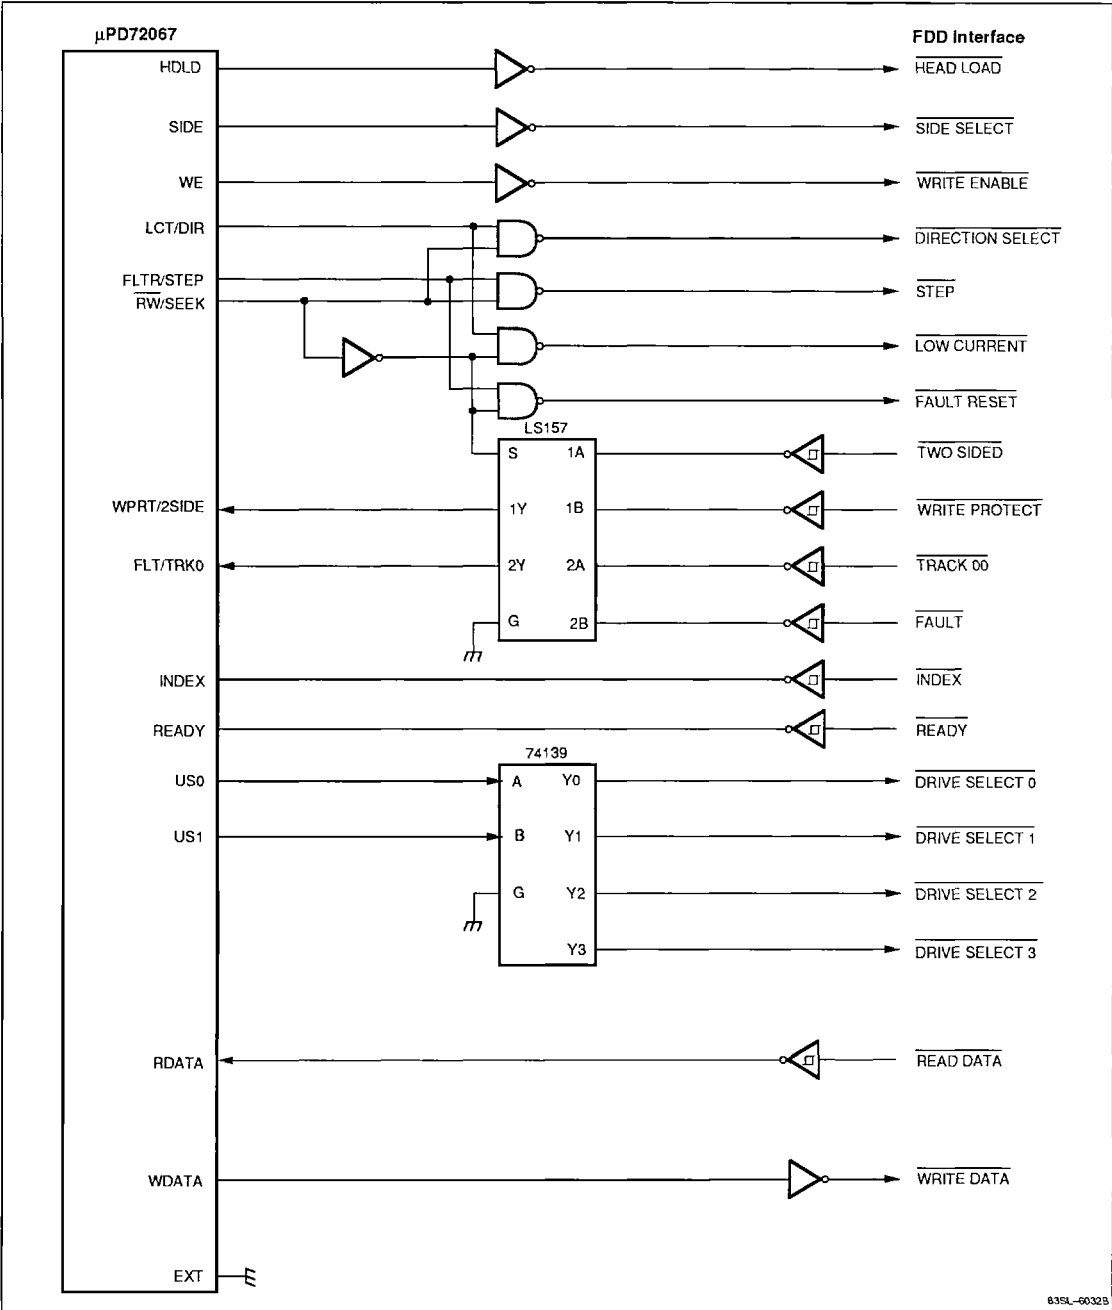 μPD72067
FDD Interface
HDLD
HEAD LOAD
SIDE
SIDE SELECT
WE
WRITE ENABLE
LCT/DIR
DIRECTION SELECT
FLTR/STEP
STEP
RW/SEEK
LOW CURRENT
FAULT RESET
LS157
S
1A
TWO SIDED
WPRT/2SIDE
1Y
1B
WRITE PROTECT
FLT/TRK0
2Y
2A
TRACK 00
G
2B
FAULT
INDEX
INDEX
READY
READY
74139
US0
A
Y0
DRIVE SELECT 0
US1
B
Y1
DRIVE SELECT 1
G
Y2
DRIVE SELECT 2
Y3
DRIVE SELECT 3
RDATA
READ DATA
WDATA
WRITE DATA
EXT
83SL-6032B